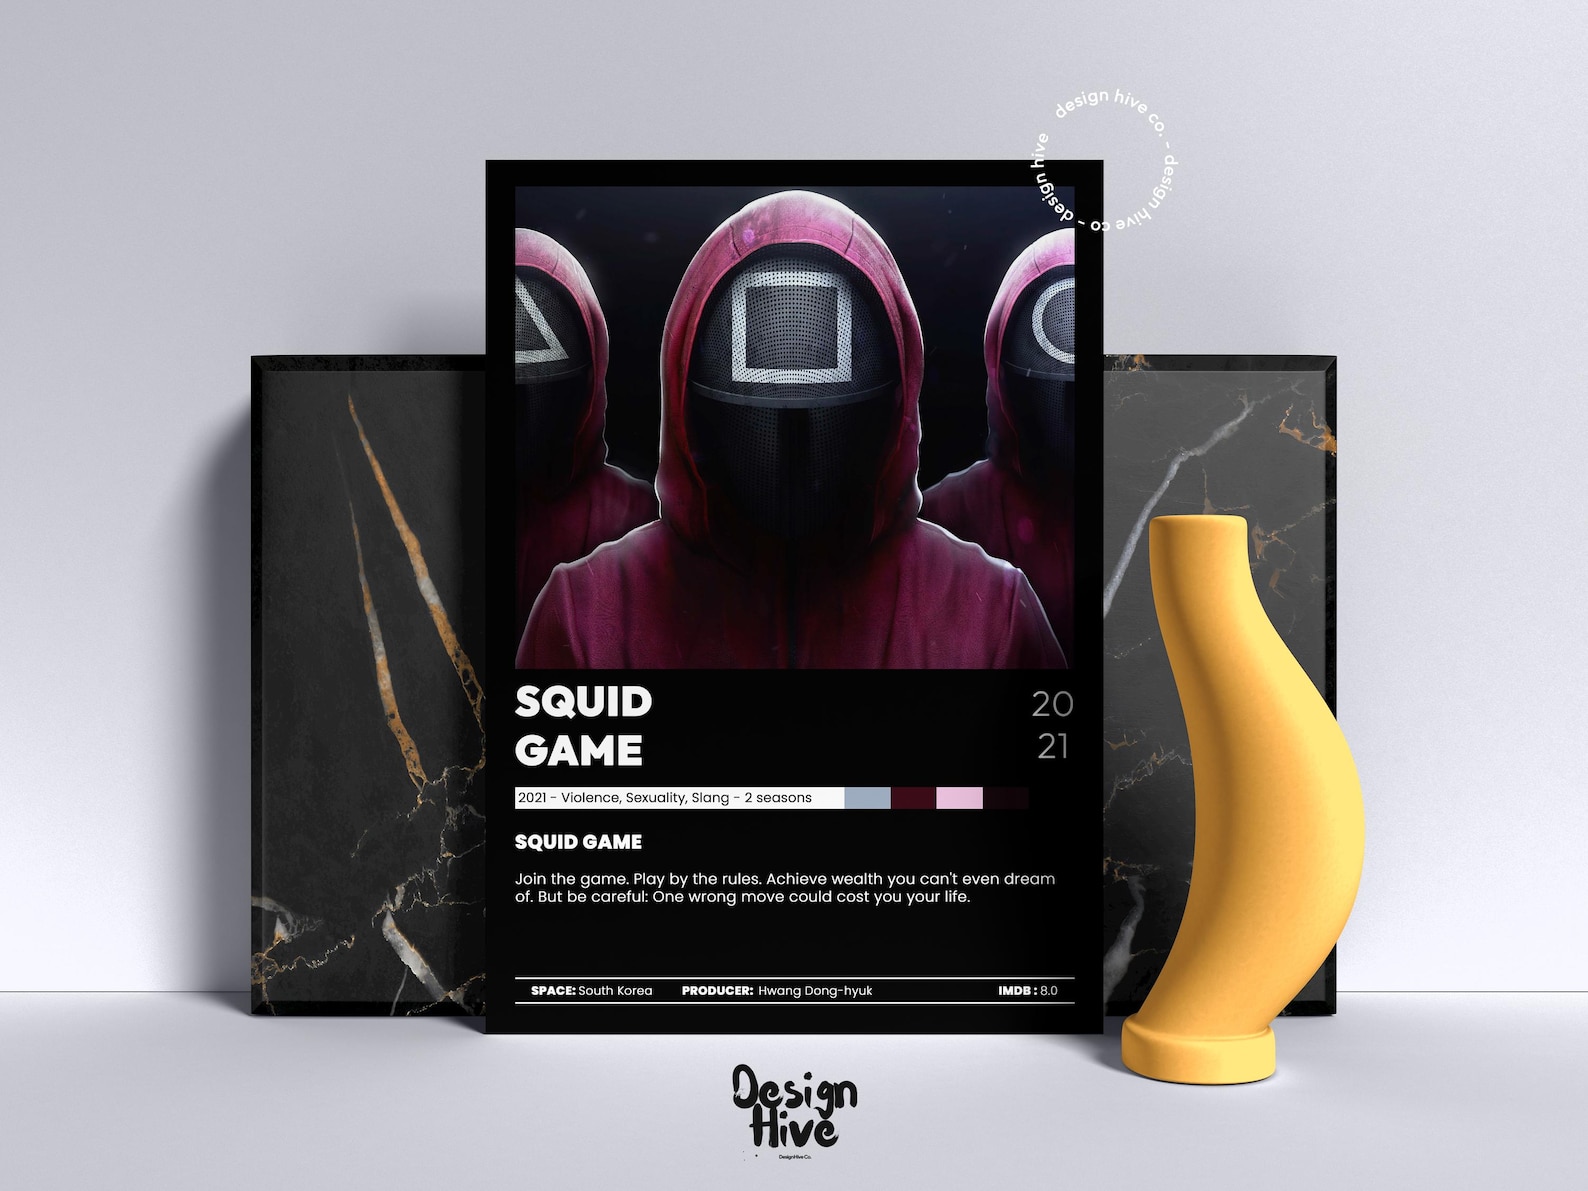 design hive co. - design hive co - design hive
SQUID
GAME
20
21
2021 - Violence, Sexuality, Slang - 2 seasons
SQUID GAME
Join the game. Play by the rules. Achieve wealth you can't even dream
of. But be careful: One wrong move could cost you your life.
SPACE: South Korea PRODUCER: Hwang Dong-hyuk IMDB : 8.0
Design
Hive
DesignHive Co.